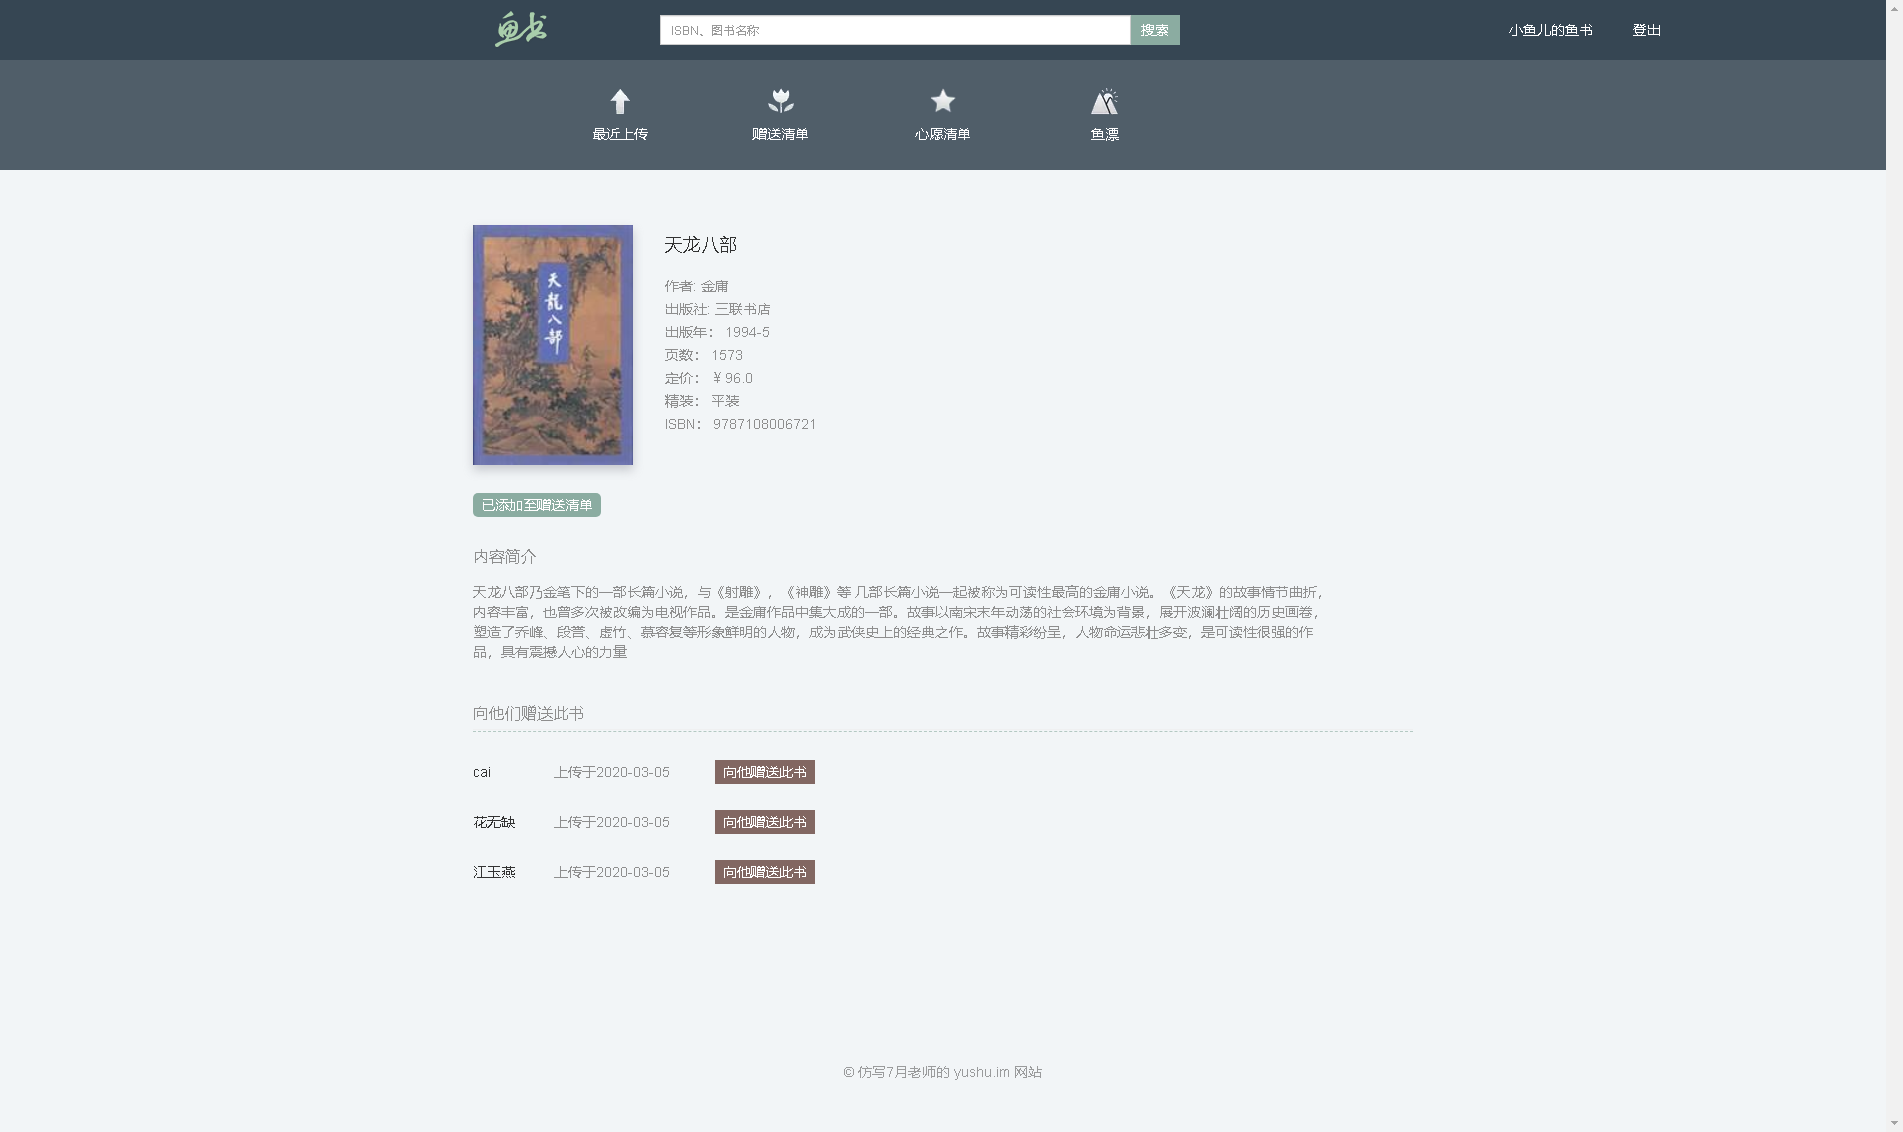 鱼书
ISBN、图书名称
搜索
小鱼儿的鱼书
登出
最近上传
赠送清单
心愿清单
鱼漂
天龍八部
天龙八部
作者: 金庸
出版社: 三联书店
出版年： 1994-5
页数： 1573
定价： ¥ 96.0
精装： 平装
ISBN： 9787108006721
已添加至赠送清单
内容简介
天龙八部乃金笔下的一部长篇小说，与《射雕》，《神雕》等 几部长篇小说一起被称为可读性最高的金庸小说。《天龙》的故事情节曲折，
内容丰富，也曾多次被改编为电视作品。是金庸作品中集大成的一部。故事以南宋末年动荡的社会环境为背景，展开波澜壮阔的历史画卷，
塑造了乔峰、段誉、虚竹、慕容复等形象鲜明的人物，成为武侠史上的经典之作。故事精彩纷呈，人物命运悲壮多变，是可读性很强的作
品，具有震撼人心的力量
向他们赠送此书
cai 上传于2020-03-05 向他赠送此书
花无缺 上传于2020-03-05 向他赠送此书
江玉燕 上传于2020-03-05 向他赠送此书
© 仿写7月老师的 yushu.im 网站